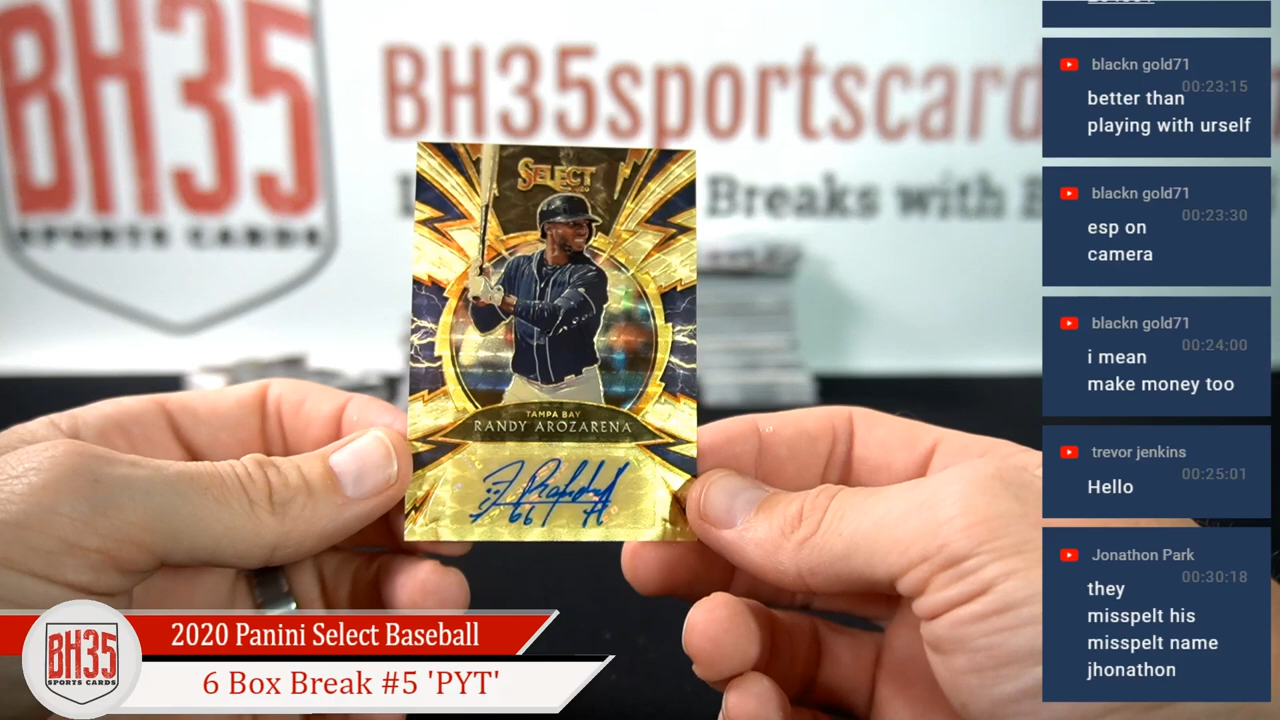 BH35
SPORTS CARDS
BH35sportscard
Breaks with
SELECT
TAMPA BAY
RANDY AROZARENA
66
BH35
SPORTS CARDS
2020 Panini Select Baseball
6 Box Break #5 'PYT'
blackn gold71
00:23:15
better than
playing with urself
blackn gold71
00:23:30
esp on
camera
blackn gold71
00:24:00
i mean
make money too
trevor jenkins
00:25:01
Hello
Jonathon Park
00:30:18
they
misspelt his
misspelt name
jhonathon